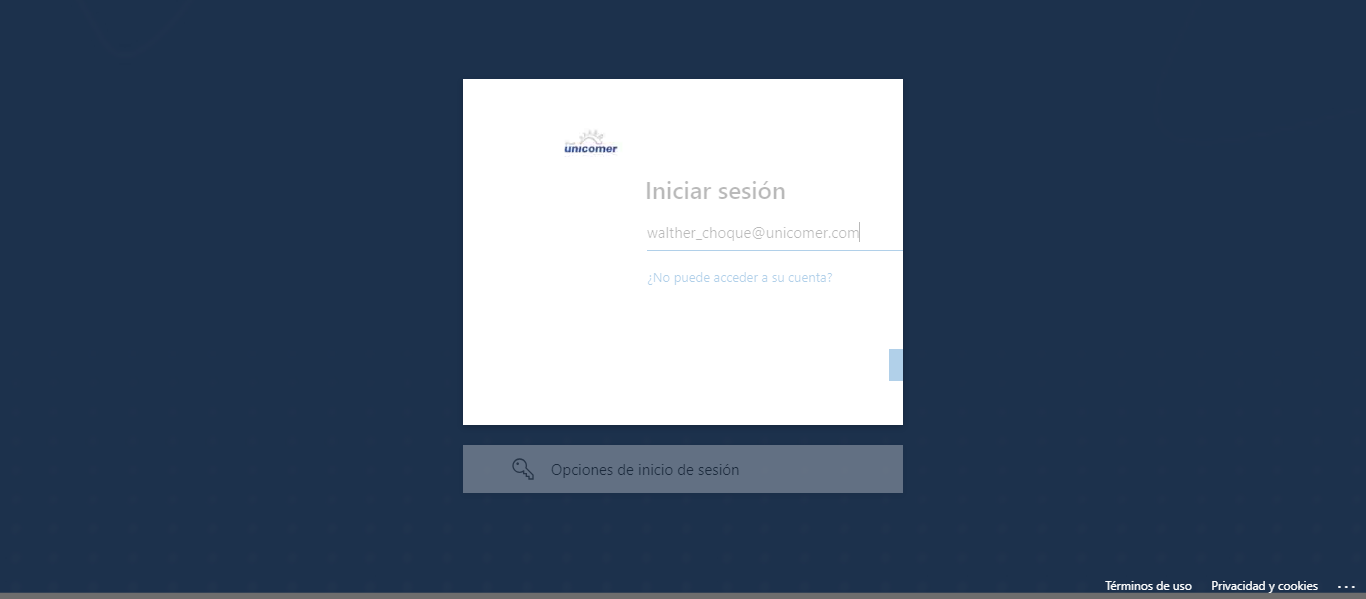 unicomer
Iniciar sesión
walther_choque@unicomer.com
¿No puede acceder a su cuenta?
Opciones de inicio de sesión
Términos de uso Privacidad y cookies ...